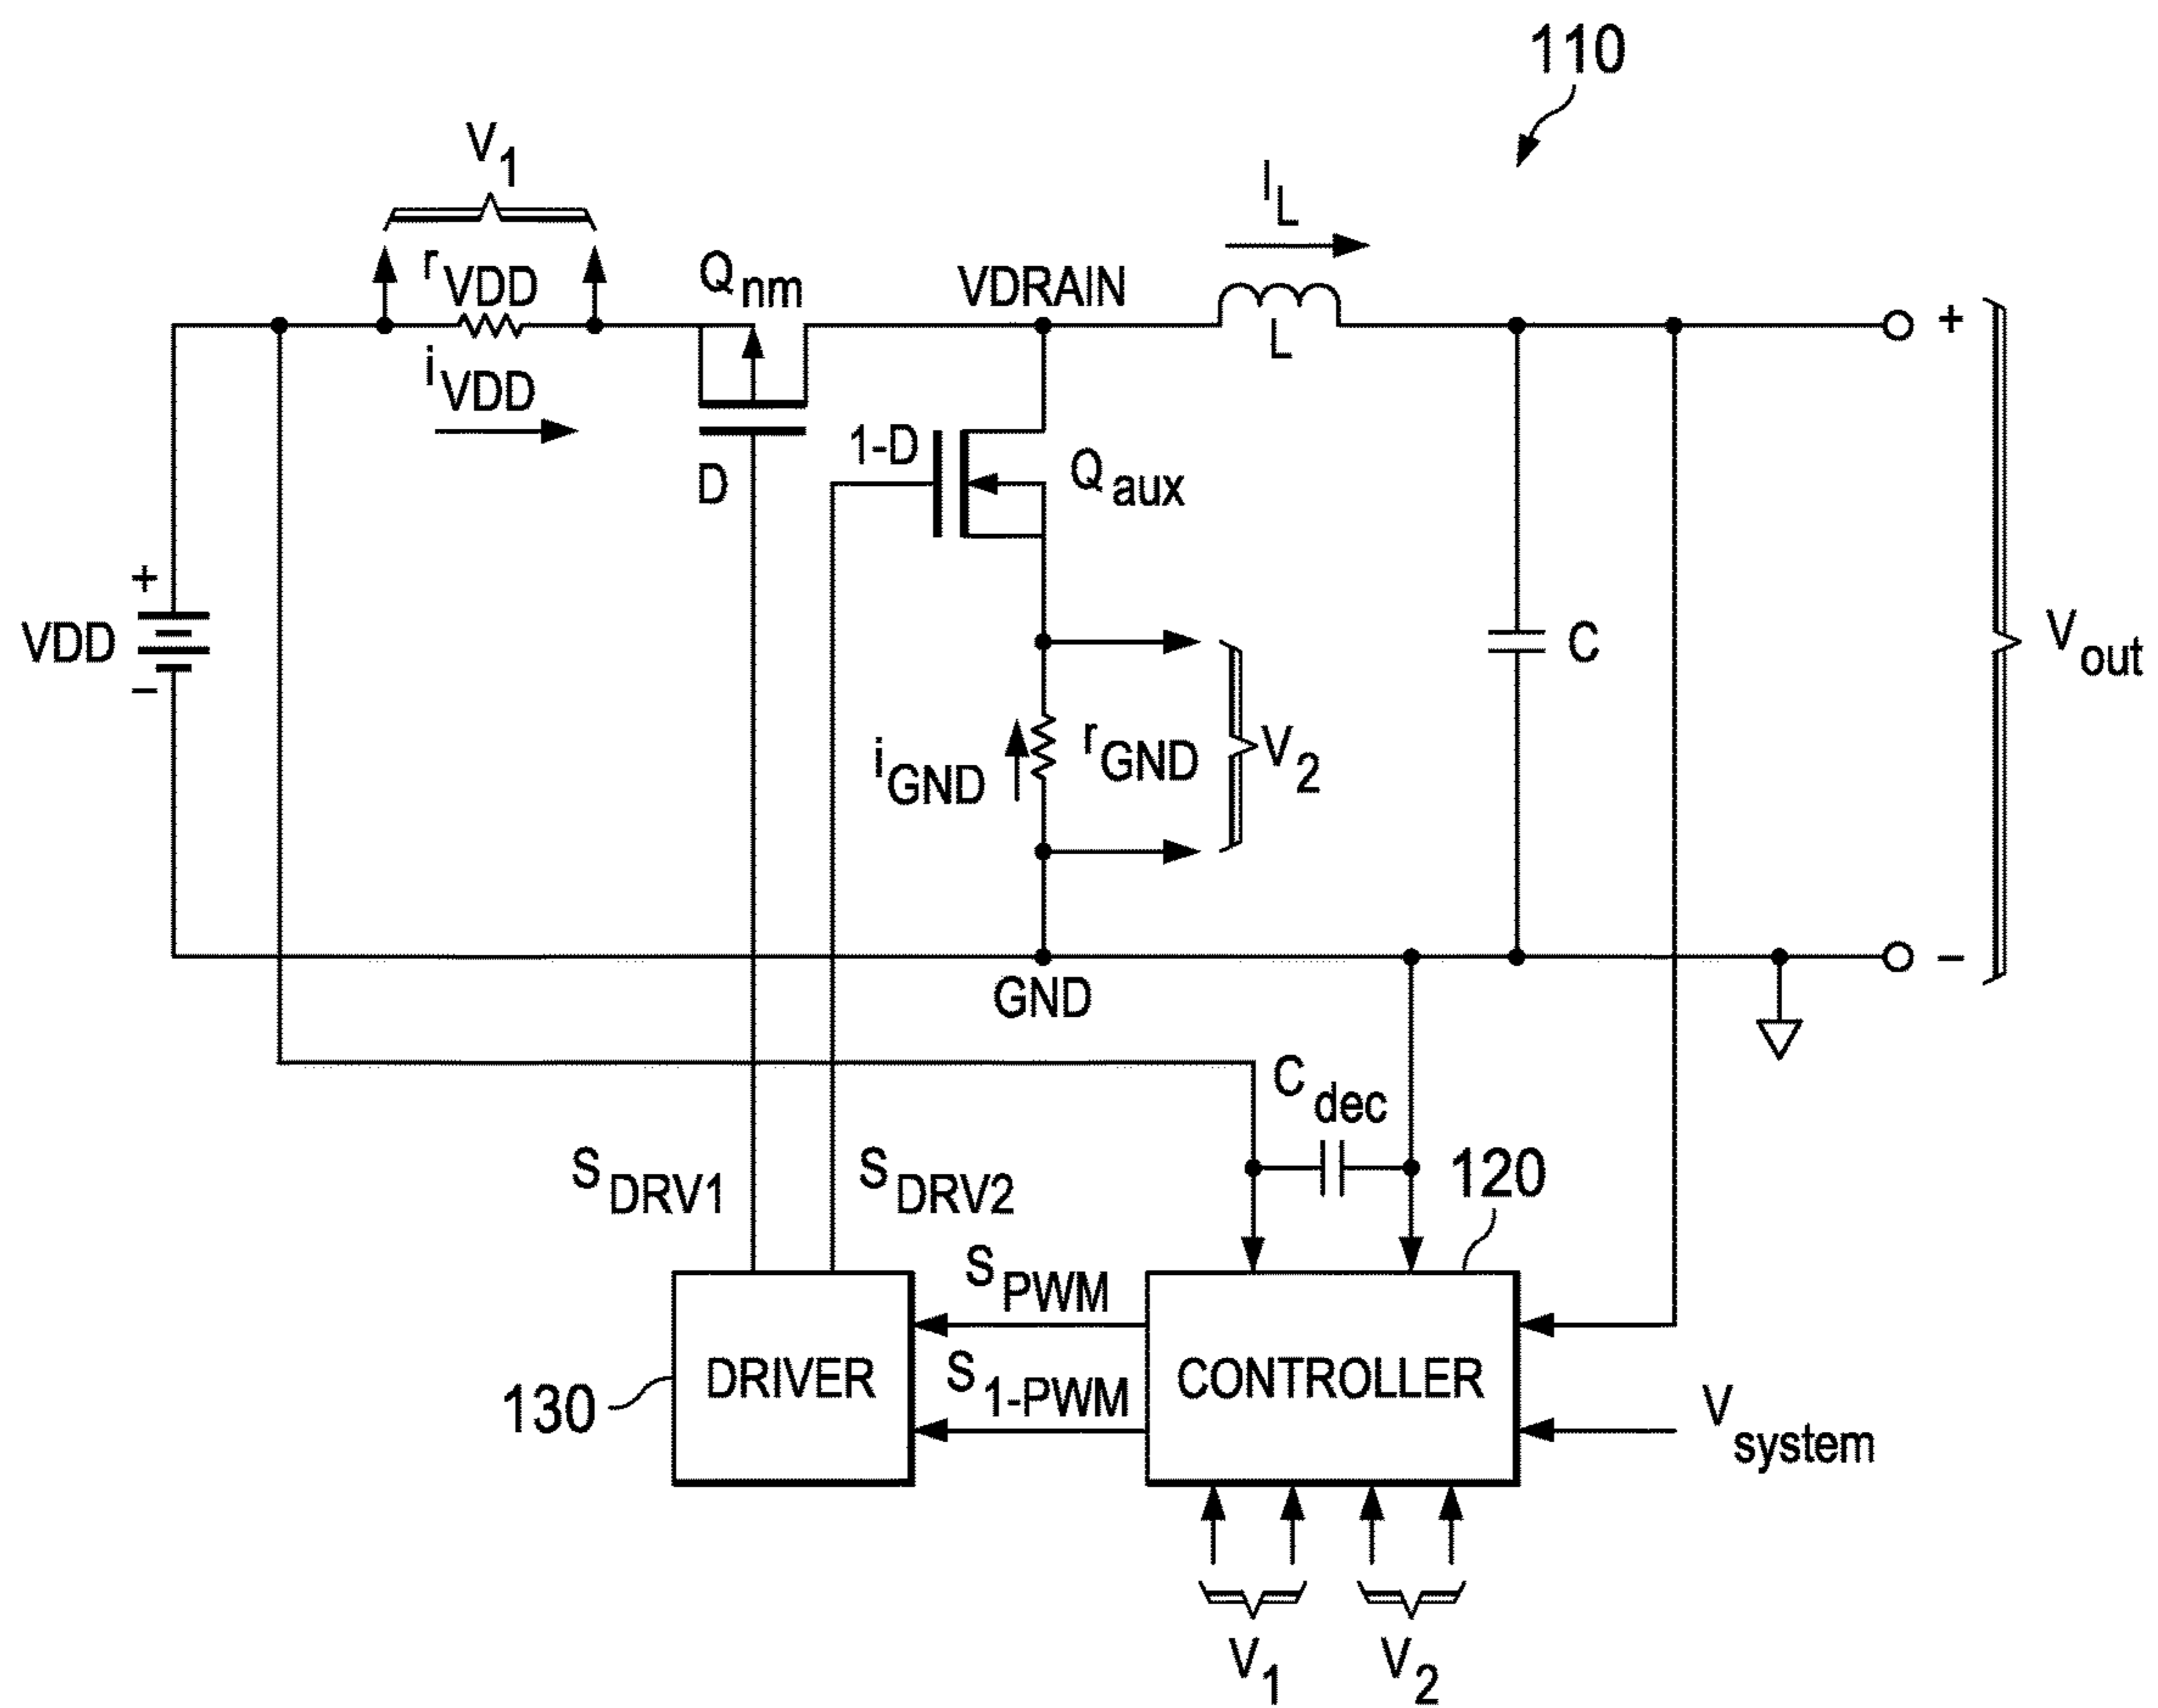 110
V1
IL
rVDD
Qnm
VDRAIN
L
+
iVDD
D
1-D
Qaux
+
VDD
-
C
Vout
iGND
rGND
V2
-
GND
Cdec
SDRV1
SDRV2
120
SPWM
DRIVER
CONTROLLER
S1-PWM
130
Vsystem
V1
V2